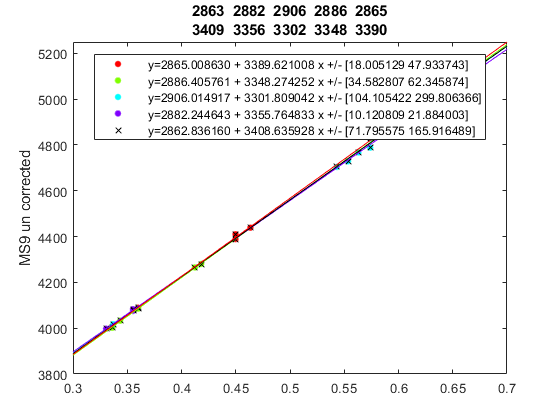 2863 2882 2906 2886 2865
3409 3356 3302 3348 3390
y=2865.008630 + 3389.621008 x +/- [18.005129 47.933743]
y=2886.405761 + 3348.274252 x +/- [34.582807 62.345874]
y=2906.014917 + 3301.809042 x +/- [104.105422 299.806366]
y=2882.244643 + 3355.764833 x +/- [10.120809 21.884003]
y=2862.836160 + 3408.635928 x +/- [71.795575 165.916489]
MS9 un corrected
5200
5000
4800
4600
4400
4200
4000
3800
0.3 0.35 0.4 0.45 0.5 0.55 0.6 0.65 0.7